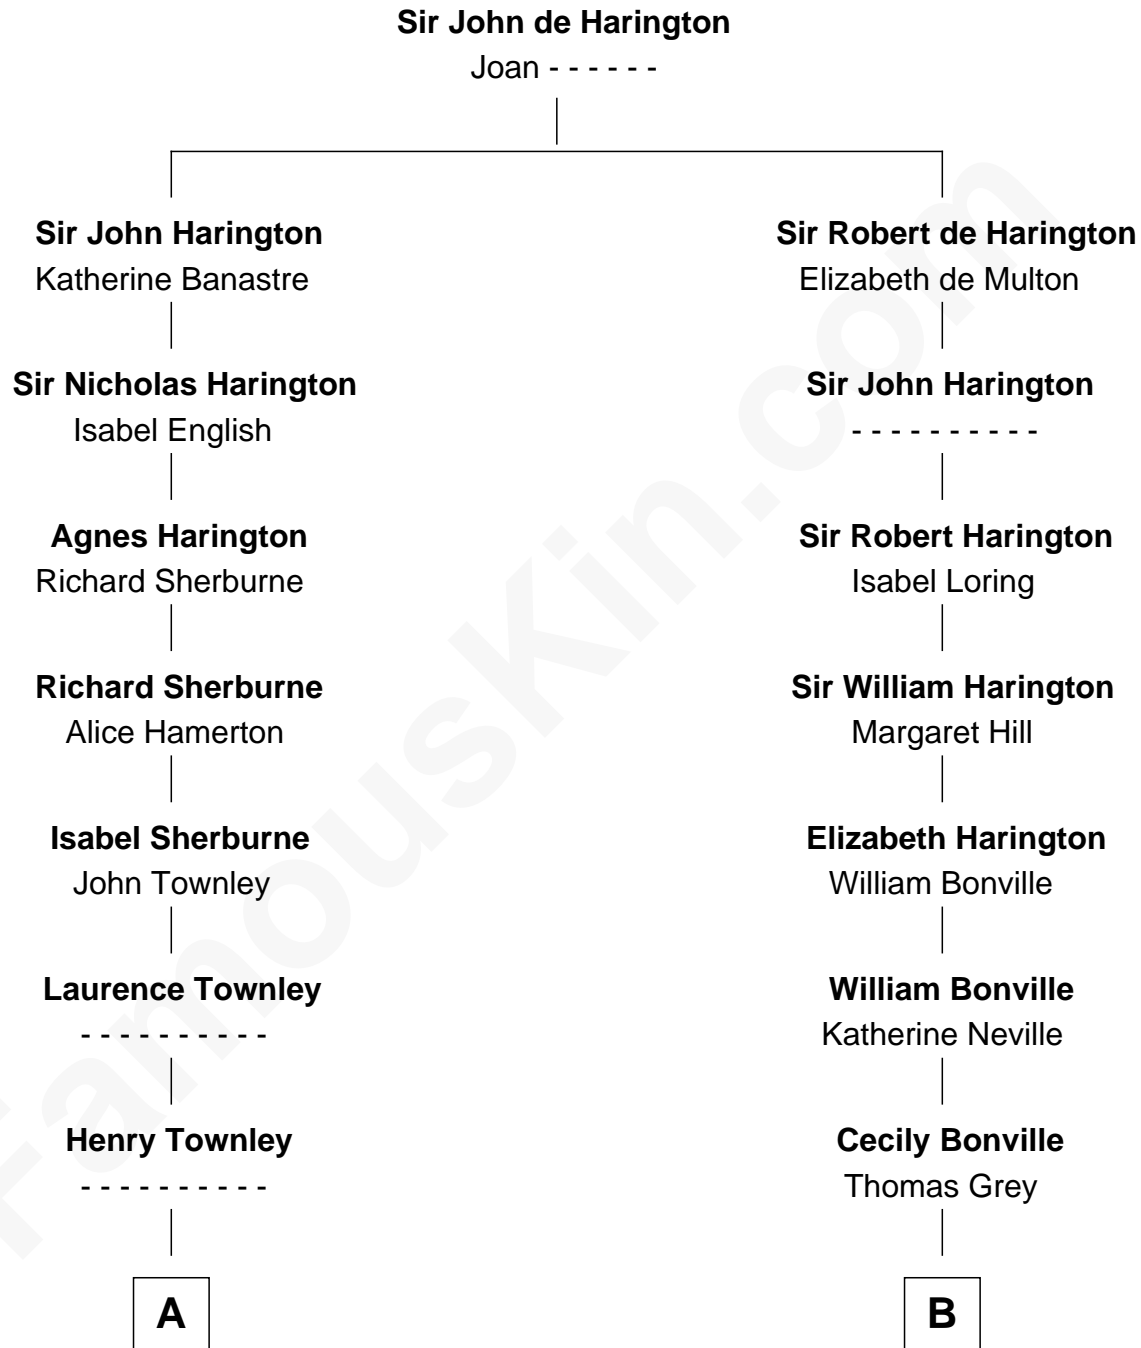 Sir John de Harington
Joan - - - - - -
Sir John Harington
Katherine Banastre
Sir Nicholas Harington
Isabel English
Agnes Harington
Richard Sherburne
Richard Sherburne
Alice Hamerton
Isabel Sherburne
John Townley
Laurence Townley
- - - - - - - - - -
Henry Townley
- - - - - - - - - -
A
Sir Robert de Harington
Elizabeth de Multon
Sir John Harington
- - - - - - - - - -
Sir Robert Harington
Isabel Loring
Sir William Harington
Margaret Hill
Elizabeth Harington
William Bonville
William Bonville
Katherine Neville
Cecily Bonville
Thomas Grey
B
FamousKin.com